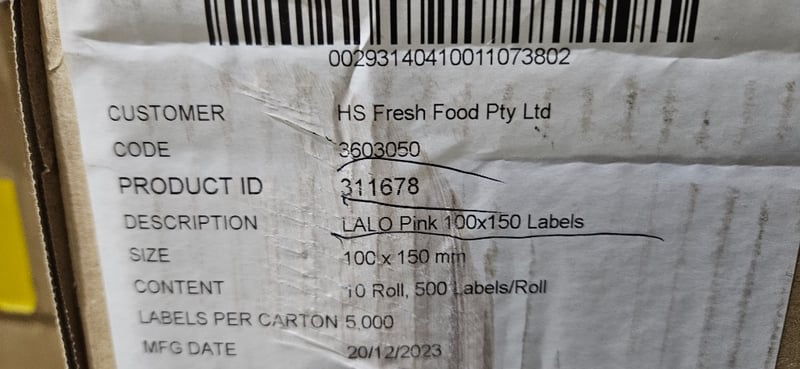 00293140410011073802
CUSTOMER HS Fresh Food Pty Ltd
CODE 3603050
PRODUCT ID 311678
DESCRIPTION LALO Pink 100x150 Labels
SIZE 100 x 150 mm
CONTENT 10 Roll, 500 Labels/Roll
LABELS PER CARTON 5,000
MFG DATE 20/12/2023